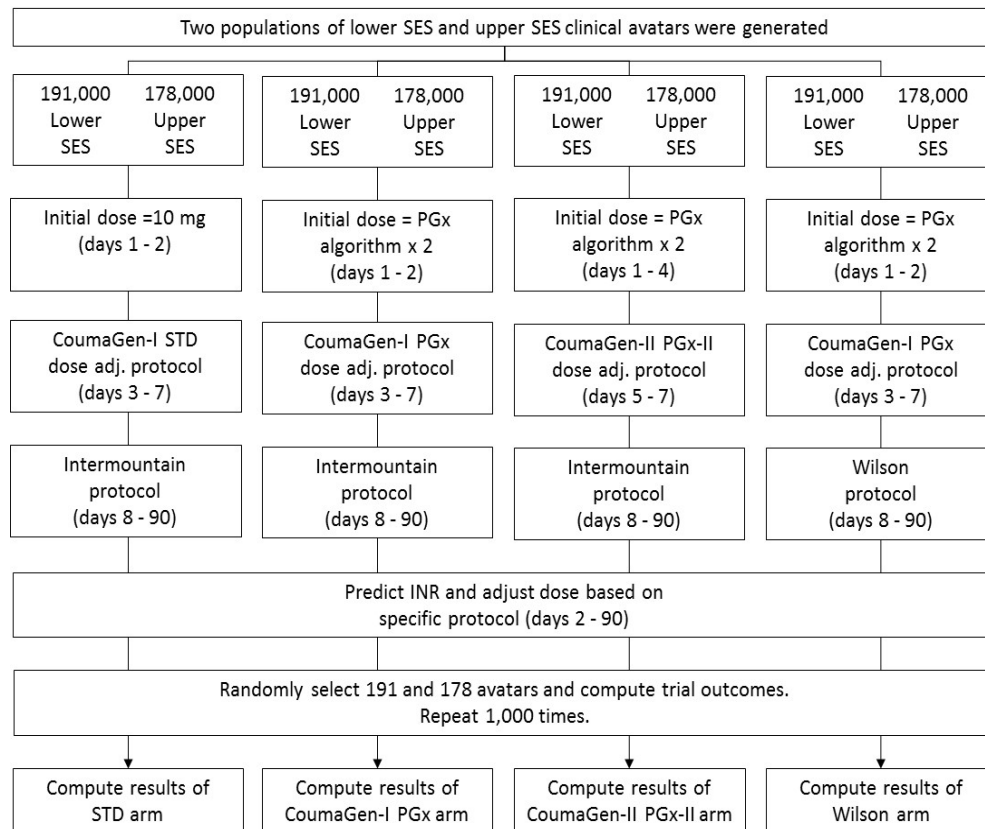 Two populations of lower SES and upper SES clinical avatars were generated
191,000 178,000
Lower Upper
SES SES
191,000 178,000
Lower Upper
SES SES
191,000 178,000
Lower Upper
SES SES
191,000 178,000
Lower Upper
SES SES
Initial dose =10 mg
(days 1 - 2)
Initial dose = PGx
algorithm x 2
(days 1 - 2)
Initial dose = PGx
algorithm x 2
(days 1 - 4)
Initial dose = PGx
algorithm x 2
(days 1 - 2)
CoumaGen-I STD
dose adj. protocol
(days 3 - 7)
CoumaGen-I PGx
dose adj. protocol
(days 3 - 7)
CoumaGen-II PGx-II
dose adj. protocol
(days 5 - 7)
CoumaGen-I PGx
dose adj. protocol
(days 3 - 7)
Intermountain
protocol
(days 8 - 90)
Intermountain
protocol
(days 8 - 90)
Intermountain
protocol
(days 8 - 90)
Wilson
protocol
(days 8 - 90)
Predict INR and adjust dose based on
specific protocol (days 2 - 90)
Randomly select 191 and 178 avatars and compute trial outcomes.
Repeat 1,000 times.
Compute results of
STD arm
Compute results of
CoumaGen-I PGx arm
Compute results of
CoumaGen-II PGx-II arm
Compute results of
Wilson arm